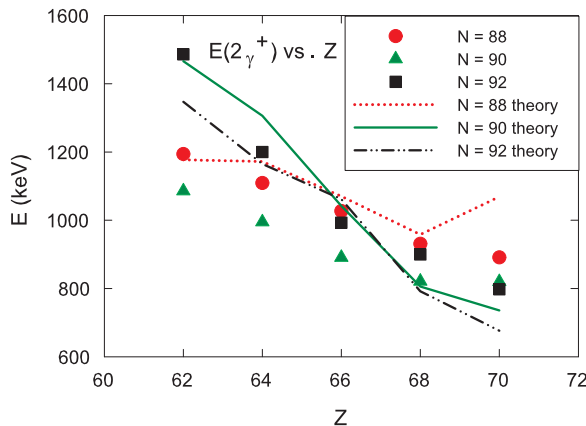 E(2γ+) vs. Z
N = 88
N = 90
N = 92
N = 88 theory
N = 90 theory
N = 92 theory
1600
1400
1200
1000
800
600
E (keV)
60 62 64 66 68 70 72
Z